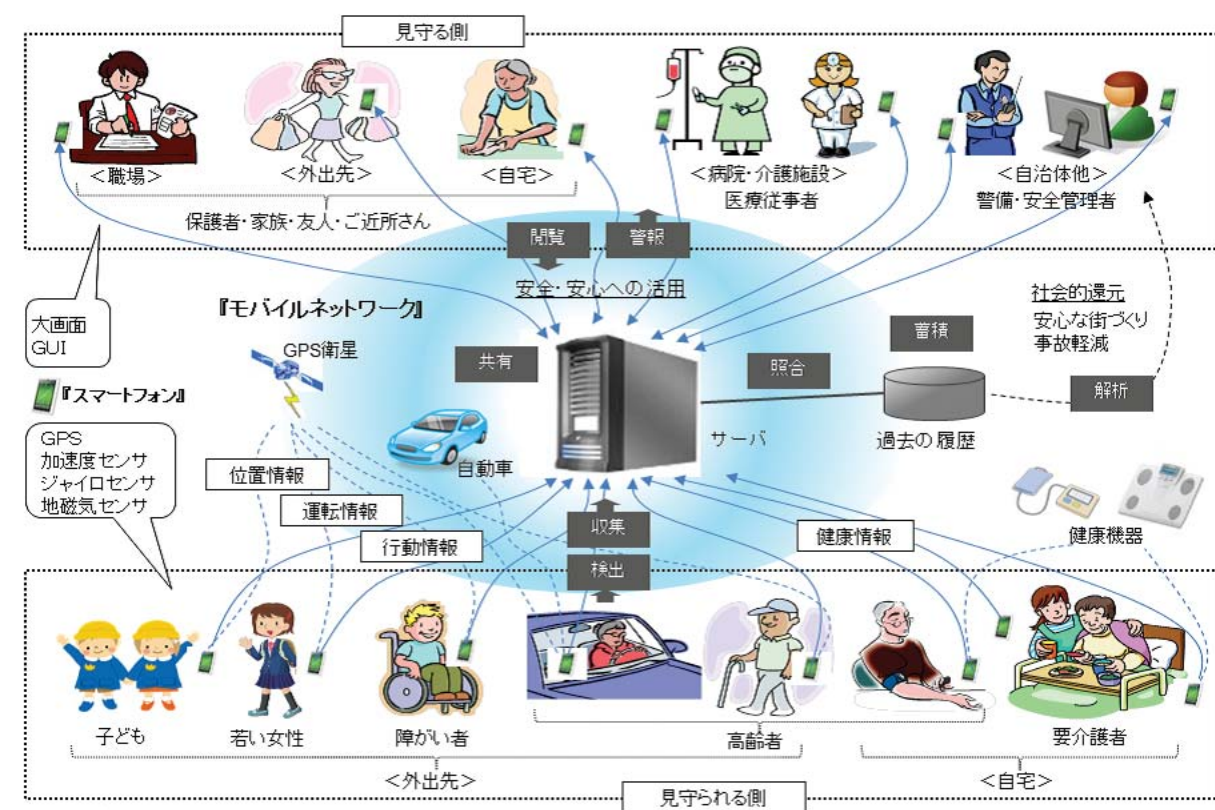 見守る側
<職場>
<外出先>
<自宅>
<病院・介護施設>
医療従事者
<自治体他>
警備・安全管理者
保護者・家族・友人・ご近所さん
閲覧
警報
安全・安心への活用
『モバイルネットワーク』
社会的還元
安心な街づくり
事故軽減
大画面
GUI
GPS衛星
共有
照合
蓄積
解析
『スマートフォン』
サーバ
過去の履歴
自動車
GPS
加速度センサ
ジャイロセンサ
地磁気センサ
位置情報
運転情報
行動情報
収集
検出
健康情報
健康機器
子ども
若い女性
障がい者
高齢者
要介護者
<外出先>
<自宅>
見守られる側